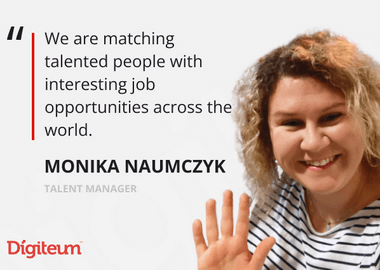 “
We are matching
talented people with
interesting job
opportunities across the
world.
MONIKA NAUMCZYK
TALENT MANAGER
Digiteum